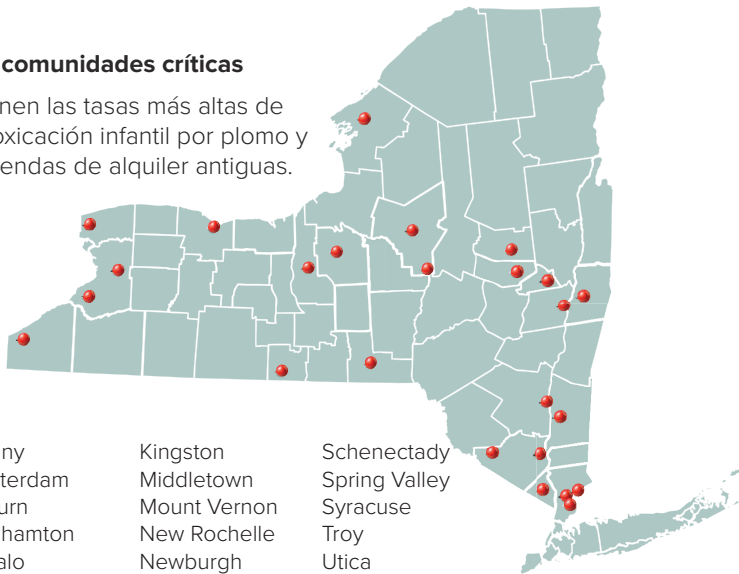 comunidades críticas
nen las tasas más altas de
oxicación infantil por plomo y
endas de alquiler antiguas.
ny
terdam
urn
hamton
alo
Kingston
Middletown
Mount Vernon
New Rochelle
Newburgh
Schenectady
Spring Valley
Syracuse
Troy
Utica